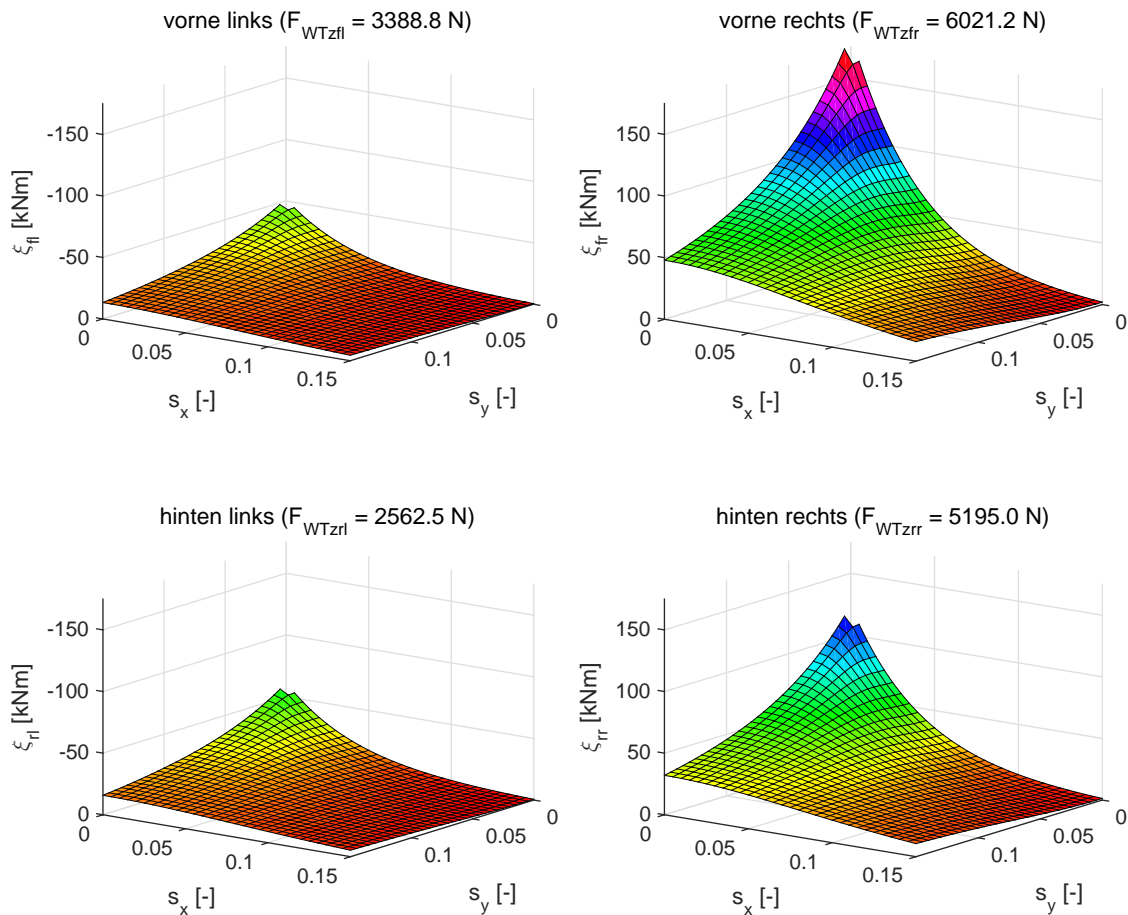 vorne links (F_WTzfl = 3388.8 N)
-150
-100
-50
0
ξ_fl [kNm]
0
0.05
0.1
0.15
s_x [-]
0.1
0.05
0
s_y [-]
vorne rechts (F_WTzfr = 6021.2 N)
150
100
50
0
ξ_fr [kNm]
0
0.05
0.1
0.15
s_x [-]
0.1
0.05
0
s_y [-]
hinten links (F_WTzrl = 2562.5 N)
-150
-100
-50
0
ξ_rl [kNm]
0
0.05
0.1
0.15
s_x [-]
0.1
0.05
0
s_y [-]
hinten rechts (F_WTzrr = 5195.0 N)
150
100
50
0
ξ_rr [kNm]
0
0.05
0.1
0.15
s_x [-]
0.1
0.05
0
s_y [-]